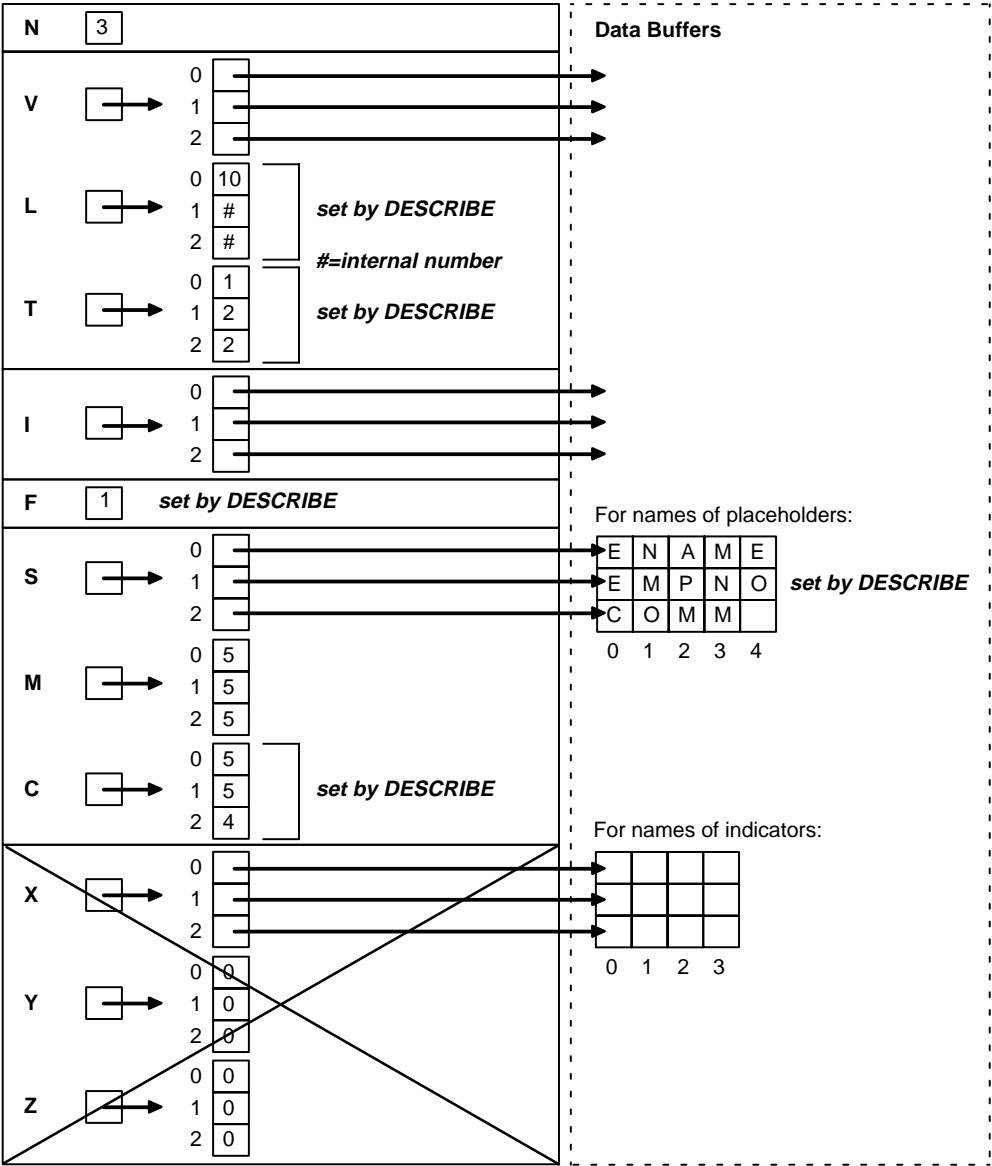 N 3 Data Buffers
0
V 1
2
0 10
L 1 # set by DESCRIBE
2 #
#=internal number
0 1
T 1 2 set by DESCRIBE
2 2
0
I 1
2
F 1 set by DESCRIBE
For names of placeholders:
0 E N A M E
S 1 E M P N O set by DESCRIBE
2 C O M M
0 1 2 3 4
0 5
M 1 5
2 5
0 5
C 1 5 set by DESCRIBE
2 4
For names of indicators:
0
X 1
2
0 1 2 3
0 0
Y 1 0
2 0
0 0
Z 1 0
2 0